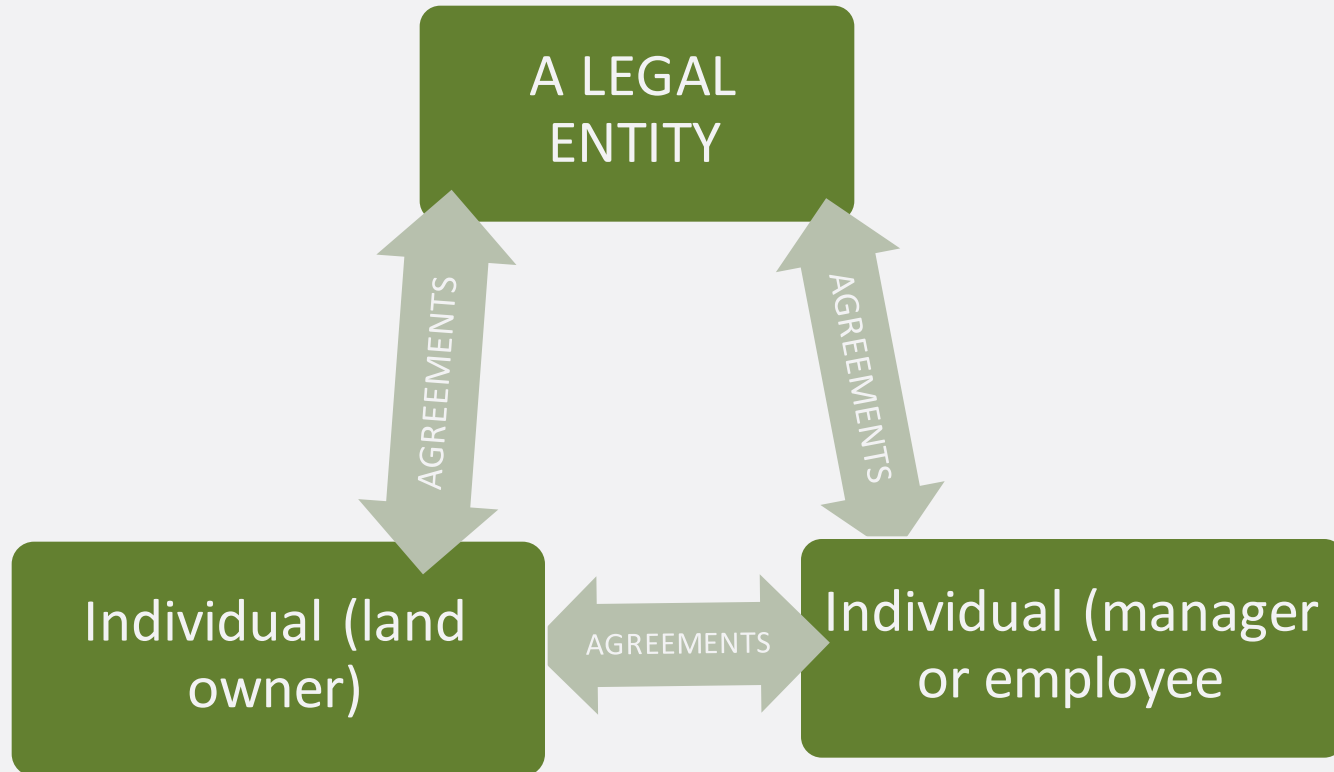 A LEGAL
ENTITY
AGREEMENTS
AGREEMENTS
Individual (land
owner)
AGREEMENTS
Individual (manager
or employee